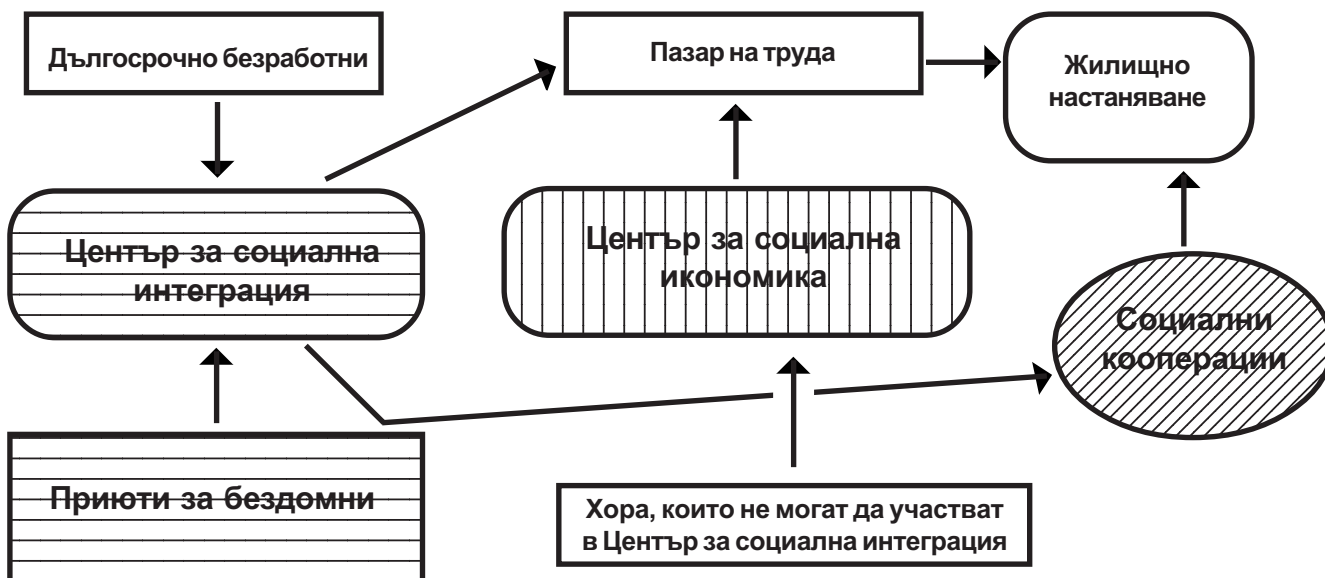 Дългосрочно безработни
Пазар на труда
Жилищно
настаняване
Център за социална
интеграция
Център за социална
икономика
Социални
кооперации
Приюти за бездомни
Хора, които не могат да участват
в Център за социална интеграция